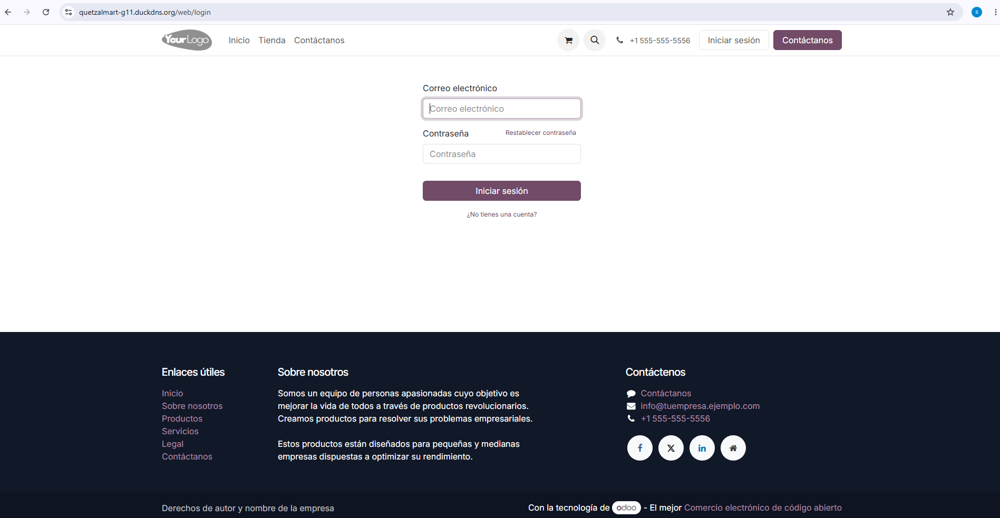 quetzalmart-g11.duckdns.org/web/login
S
YourLogo
Inicio Tienda Contáctanos
+1 555-555-5556
Iniciar sesión
Contáctanos
Correo electrónico
Correo electrónico
Contraseña Restablecer contraseña
Contraseña
Iniciar sesión
¿No tienes una cuenta?
Enlaces útiles
Inicio
Sobre nosotros
Productos
Servicios
Legal
Contáctanos
Sobre nosotros
Somos un equipo de personas apasionadas cuyo objetivo es
mejorar la vida de todos a través de productos revolucionarios.
Creamos productos para resolver sus problemas empresariales.
Estos productos están diseñados para pequeñas y medianas
empresas dispuestas a optimizar su rendimiento.
Contáctenos
Contáctanos
info@tuempresa.ejemplo.com
+1 555-555-5556
Derechos de autor y nombre de la empresa
Con la tecnología de odoo - El mejor Comercio electrónico de código abierto